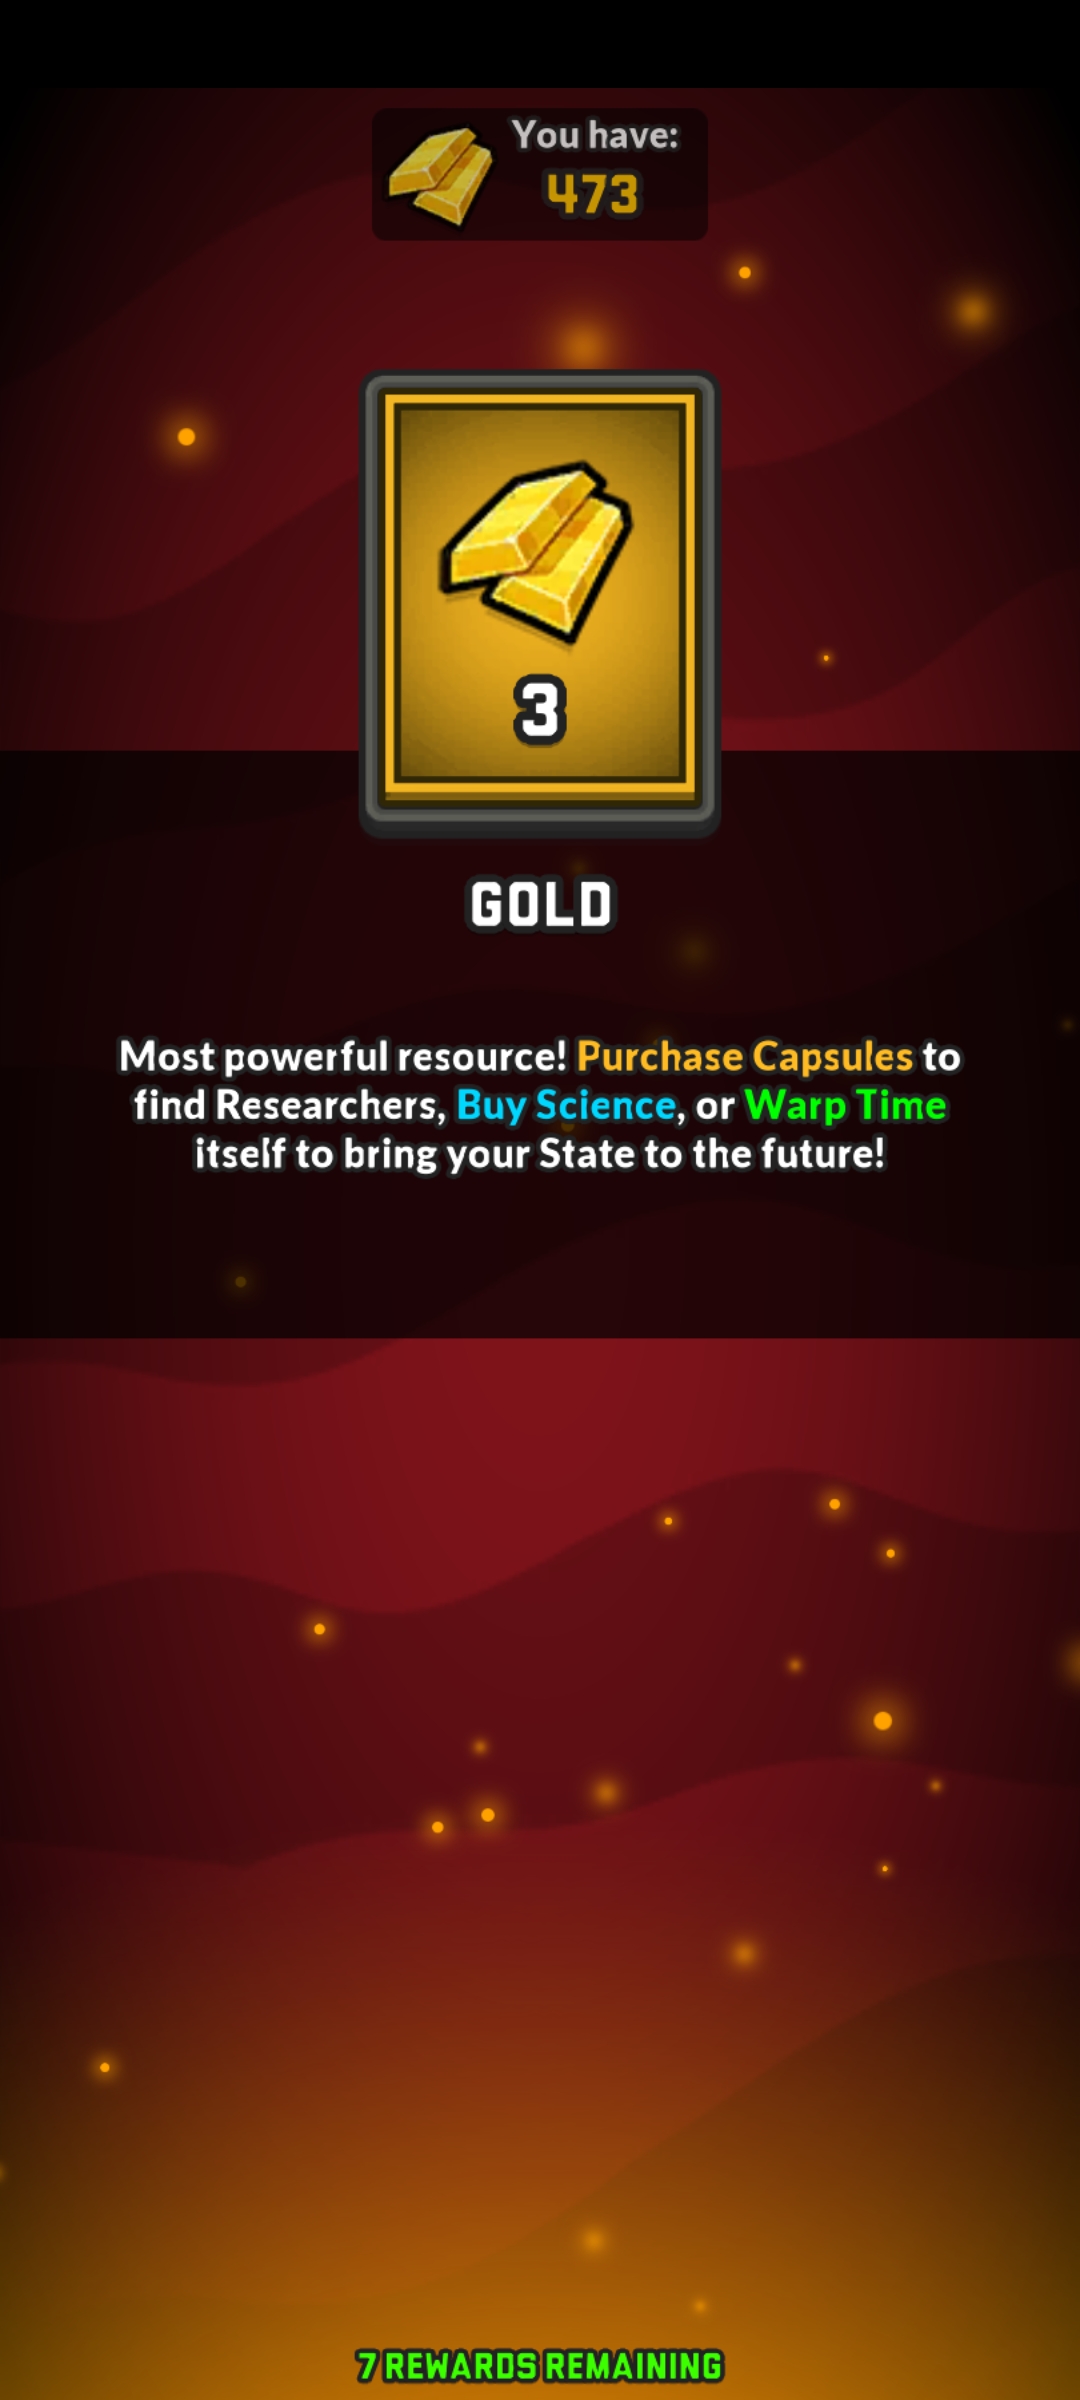 You have:
473
3
GOLD
Most powerful resource! Purchase Capsules to
find Researchers, Buy Science, or Warp Time
itself to bring your State to the future!
7 REWARDS REMAINING